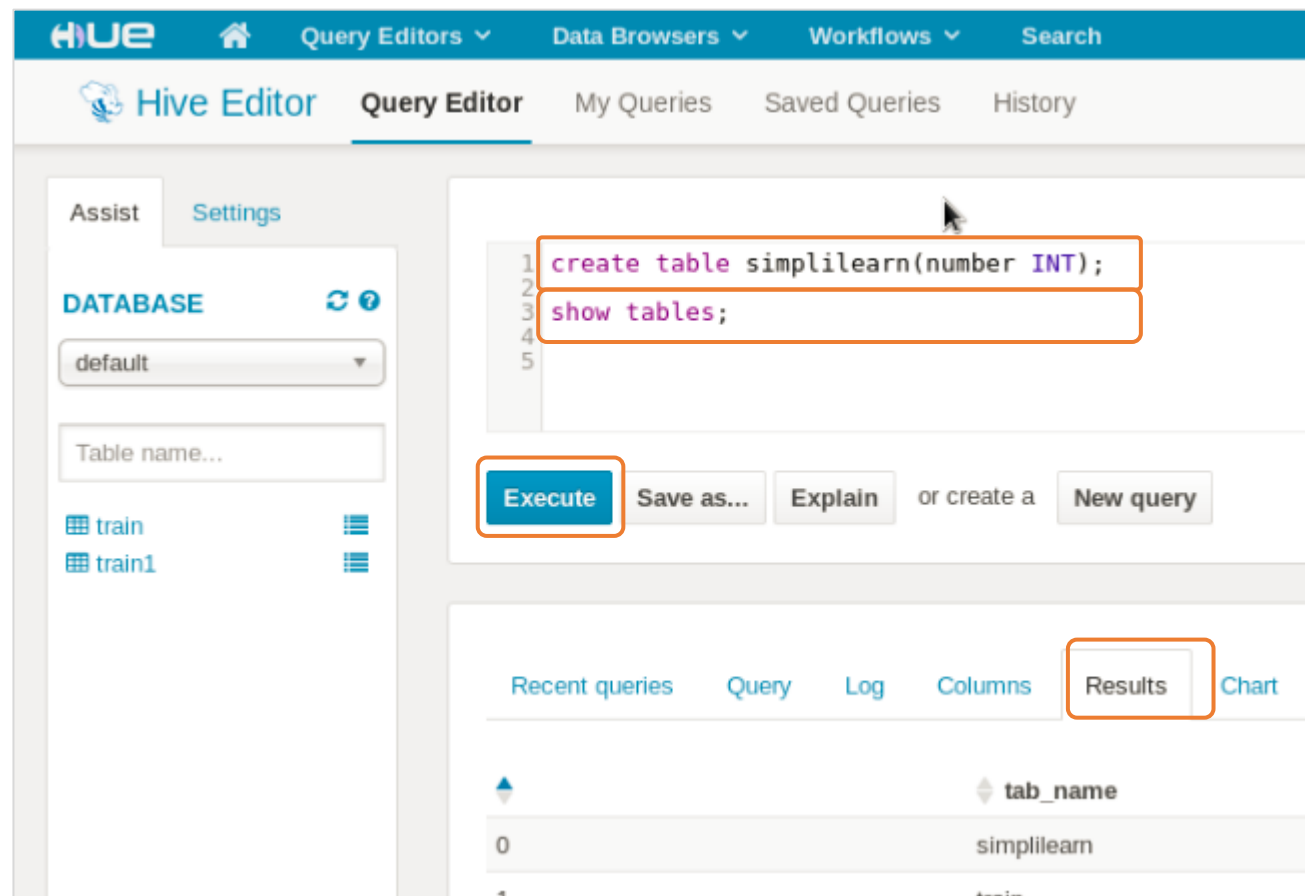 HUE Query Editors Data Browsers Workflows Search
Hive Editor Query Editor My Queries Saved Queries History
Assist Settings
DATABASE
default
Table name...
train
train1
1 create table simplilearn(number INT);
2
3 show tables;
4
5
Execute Save as... Explain or create a New query
Recent queries Query Log Columns Results Chart
tab_name
0 simplilearn